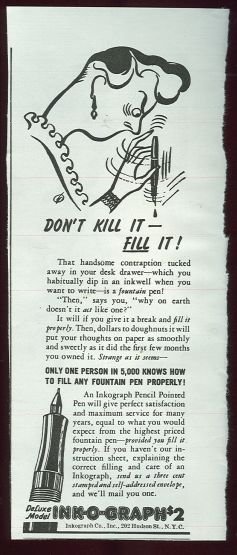 DON'T KILL IT —
FILL IT!
That handsome contraption tucked
away in your desk drawer—which you
habitually dip in an inkwell when you
want to write—is a fountain pen!
"Then," says you, "why on earth
doesn't it act like one?"
It will if you give it a break and fill it
properly. Then, dollars to doughnuts it will
put your thoughts on paper as smoothly
and sweetly as it did the first few months
you owned it. Strange as it seems—
ONLY ONE PERSON IN 5,000 KNOWS HOW
TO FILL ANY FOUNTAIN PEN PROPERLY!
An Inkograph Pencil Pointed
Pen will give perfect satisfaction
and maximum service for many
years, equal to what you would
expect from the highest priced
fountain pen—provided you fill it
properly. If you haven't our in-
struction sheet, explaining the
correct filling and care of an
Inkograph, send us a three cent
stamped and self-addressed envelope,
and we'll mail you one.
DeLuxe
Model
INK-O-GRAPH $2
Inkograph Co., Inc., 202 Hudson St., N.Y.C.